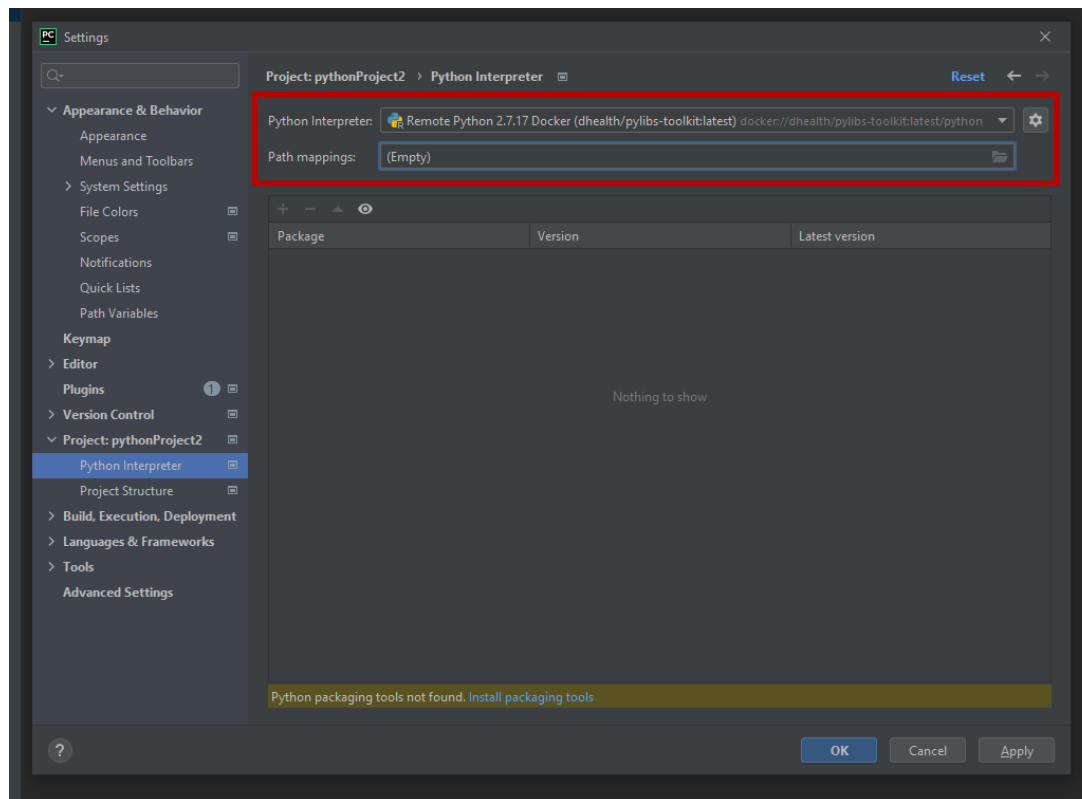 PC Settings
Project: pythonProject2 > Python Interpreter Reset
Appearance & Behavior
Appearance
Menus and Toolbars
System Settings
File Colors
Scopes
Notifications
Quick Lists
Path Variables
Keymap
Editor
Plugins 1
Version Control
Project: pythonProject2
Python Interpreter
Project Structure
Build, Execution, Deployment
Languages & Frameworks
Tools
Advanced Settings
Python Interpreter: Remote Python 2.7.17 Docker (dhealth/pylibs-toolkit:latest) docker://dhealth/pylibs-toolkit:latest/python
Path mappings: (Empty)
Package Version Latest version
Nothing to show
Python packaging tools not found. Install packaging tools
? OK Cancel Apply